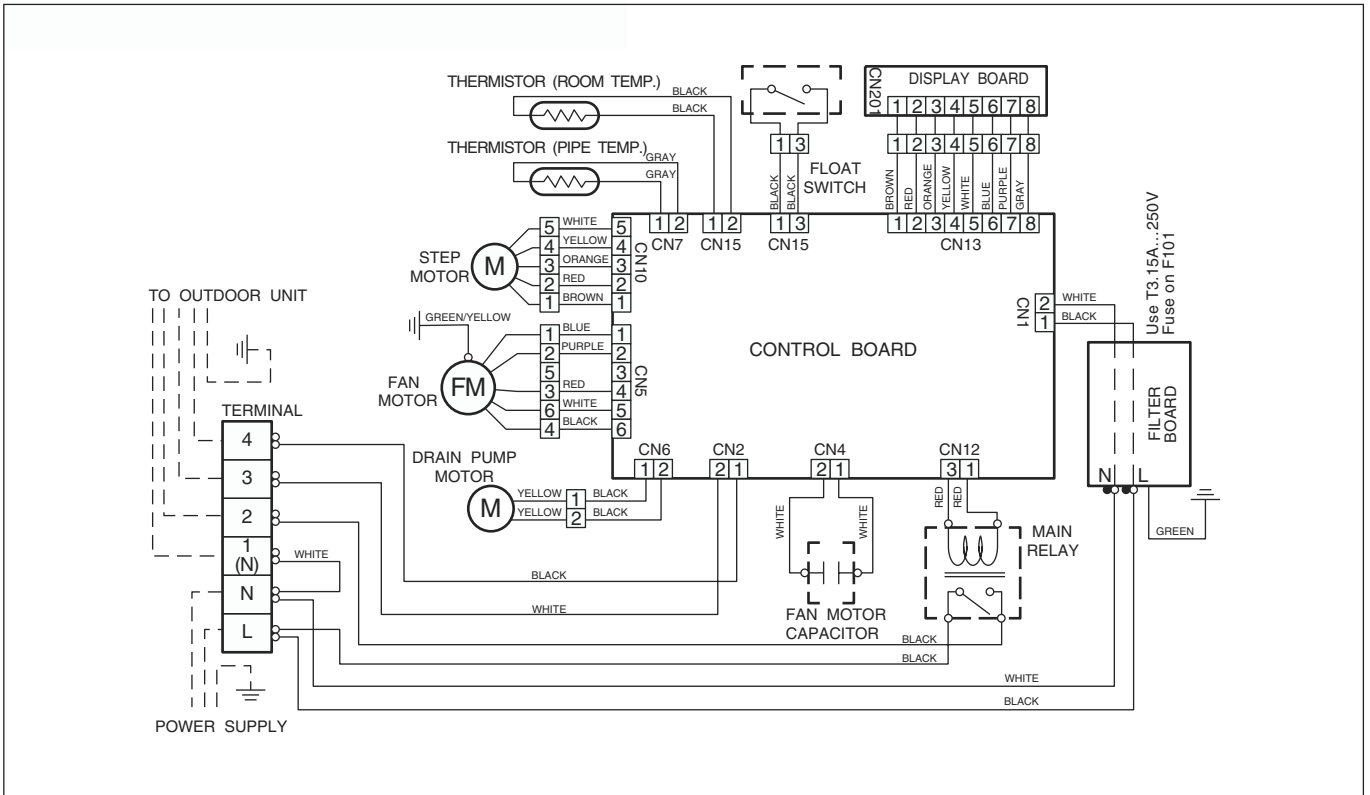 THERMISTOR (ROOM TEMP.)
BLACK
BLACK
THERMISTOR (PIPE TEMP.)
GRAY
GRAY
1 3
FLOAT
SWITCH
BLACK
BLACK
CN201
DISPLAY BOARD
1 2 3 4 5 6 7 8
1 2 3 4 5 6 7 8
BROWN
RED
ORANGE
YELLOW
WHITE
BLUE
PURPLE
GRAY
1 2
CN7
1 2
CN15
1 3
CN15
1 2 3 4 5 6 7 8
CN13
STEP
MOTOR
M
5 WHITE 5
4 YELLOW 4
3 ORANGE 3
2 RED 2
1 BROWN 1
CN10
TO OUTDOOR UNIT
GREEN/YELLOW
FAN
MOTOR
FM
1 BLUE 1
2 PURPLE 2
5 3
3 RED 4
6 WHITE 5
4 BLACK 6
CN5
CONTROL BOARD
CN1
2 WHITE
1 BLACK
Use T3.15A...250V
Fuse on F101
FILTER
BOARD
N L
GREEN
TERMINAL
4
3
2
1
(N)
N
L
WHITE
DRAIN PUMP
MOTOR
M
YELLOW 1 BLACK
YELLOW 2 BLACK
CN6
1 2
CN2
2 1
CN4
2 1
CN12
3 1
WHITE
WHITE
RED
RED
MAIN
RELAY
FAN MOTOR
CAPACITOR
BLACK
WHITE
BLACK
BLACK
WHITE
BLACK
POWER SUPPLY